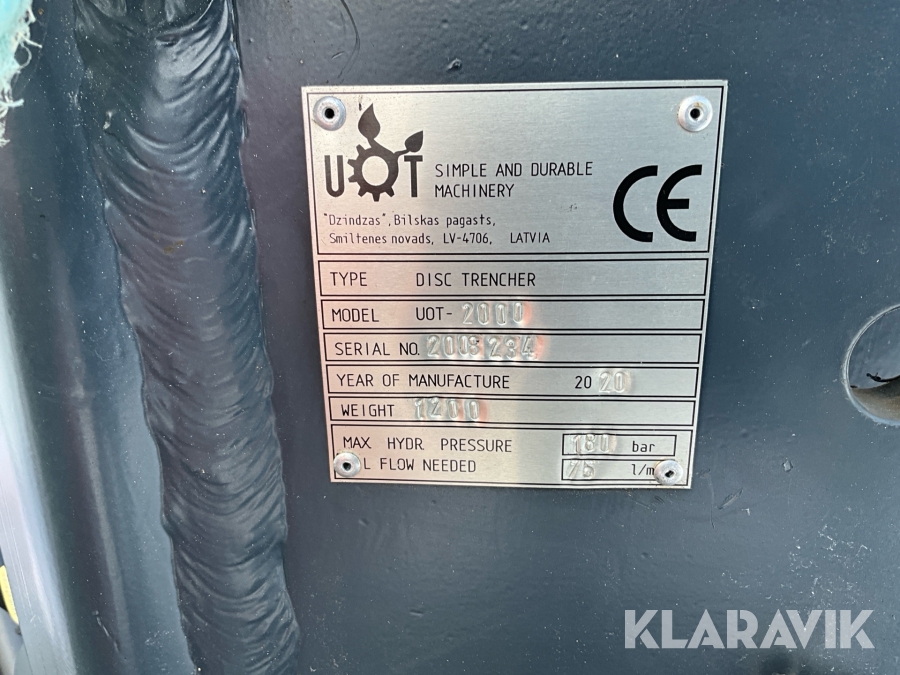 UOT SIMPLE AND DURABLE
MACHINERY
CE
"Dzindzas", Bilskas pagasts,
Smiltenes novads, LV-4706, LATVIA
TYPE DISC TRENCHER
MODEL UOT-2000
SERIAL NO. 2008234
YEAR OF MANUFACTURE 2020
WEIGHT 1200
MAX HYDR PRESSURE 180 bar
FLOW NEEDED l/m
KLARAVIK